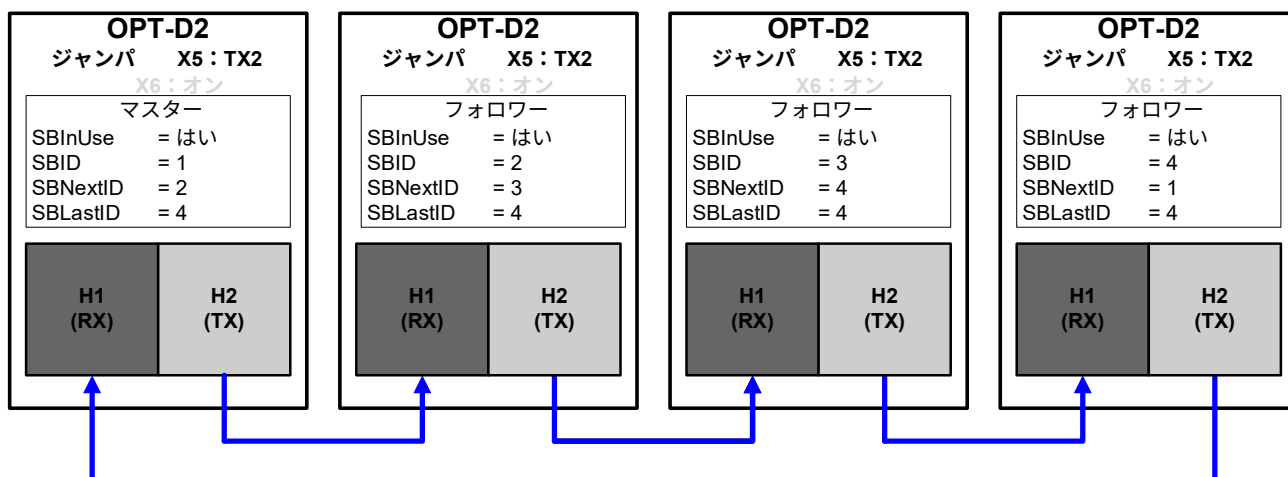 OPT-D2
ジャンパ X5：TX2
X6：オン
マスター
SBInUse = はい
SBID = 1
SBNextID = 2
SBLastID = 4
H1
(RX)
H2
(TX)
OPT-D2
ジャンパ X5：TX2
X6：オン
フォロワー
SBInUse = はい
SBID = 2
SBNextID = 3
SBLastID = 4
H1
(RX)
H2
(TX)
OPT-D2
ジャンパ X5：TX2
X6：オン
フォロワー
SBInUse = はい
SBID = 3
SBNextID = 4
SBLastID = 4
H1
(RX)
H2
(TX)
OPT-D2
ジャンパ X5：TX2
X6：オン
フォロワー
SBInUse = はい
SBID = 4
SBNextID = 1
SBLastID = 4
H1
(RX)
H2
(TX)